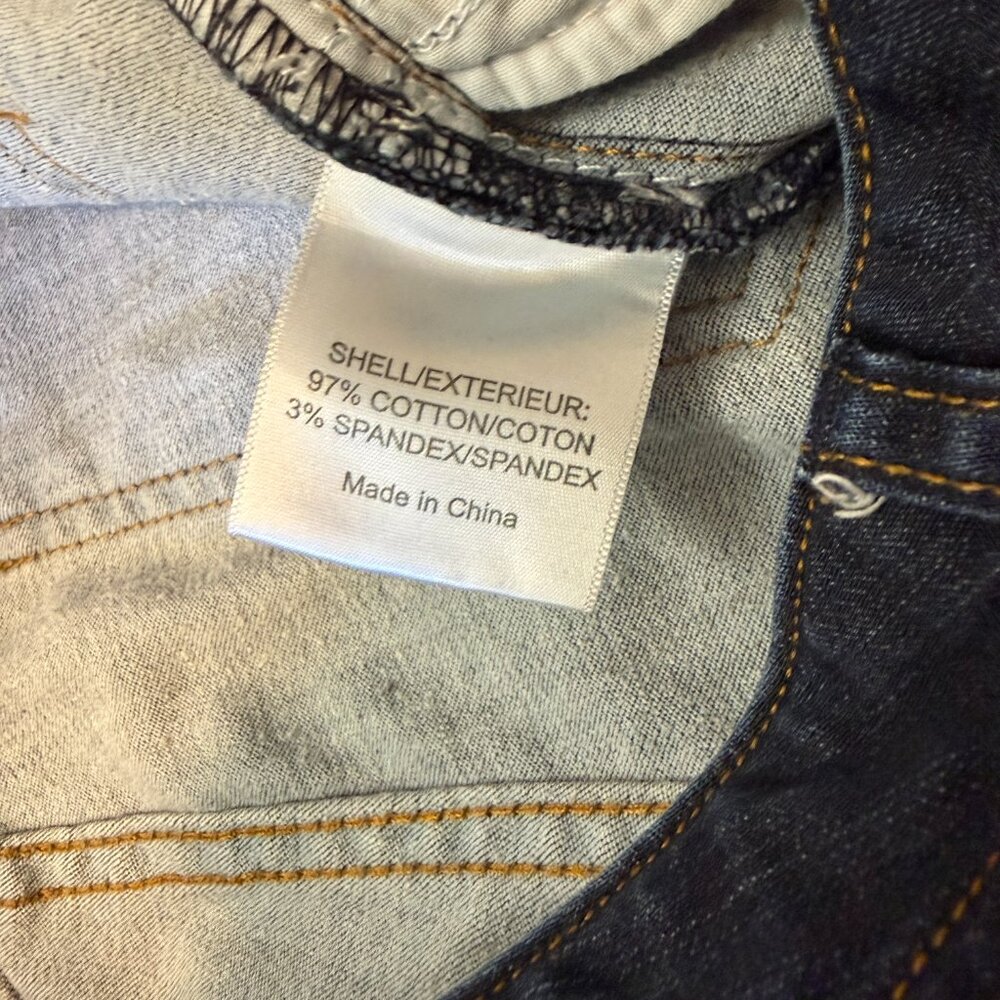 SHELL/EXTERIEUR:
97% COTTON/COTON
3% SPANDEX/SPANDEX
Made in China